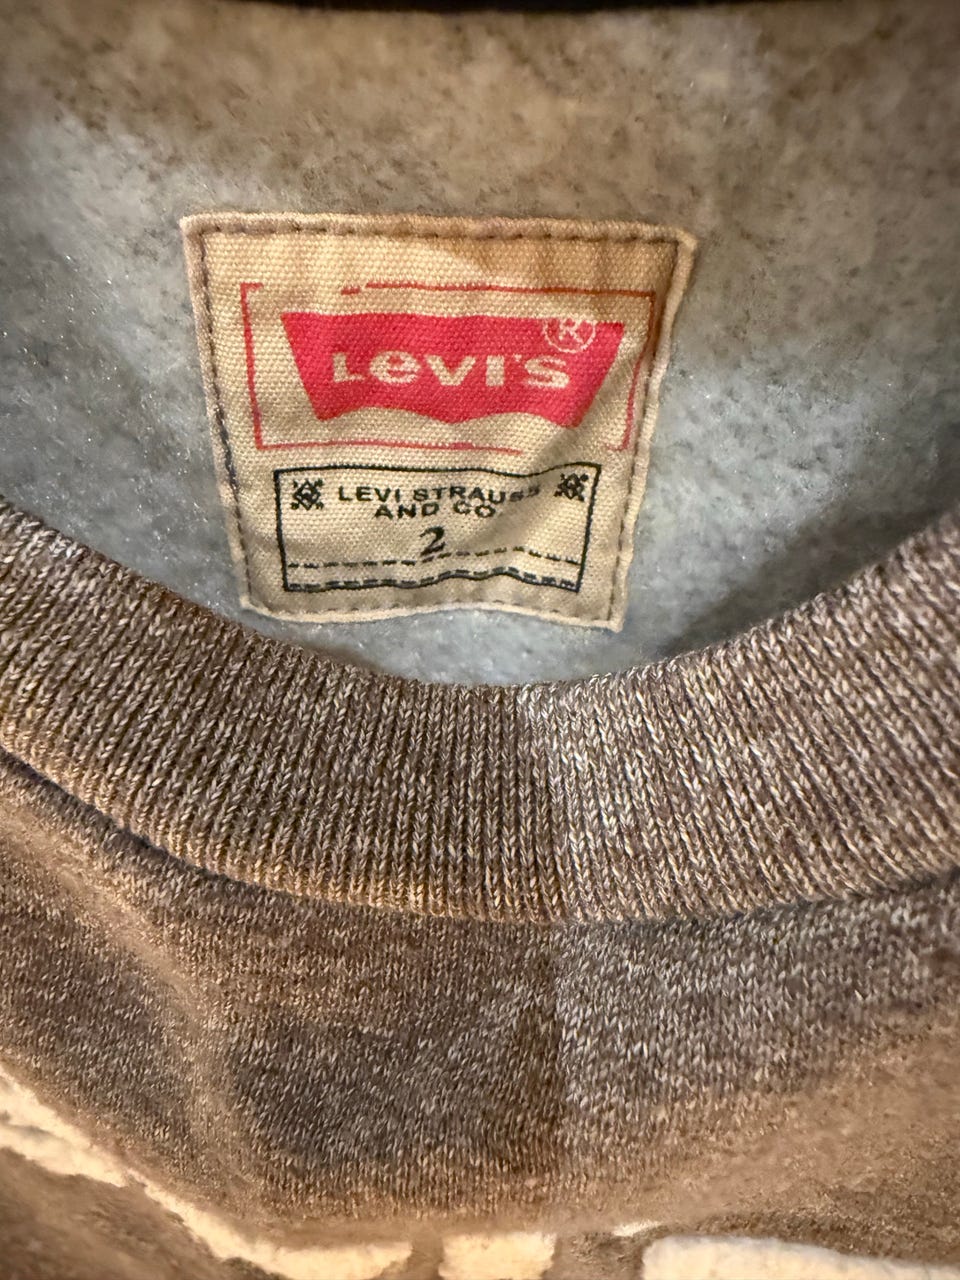 Levi's®
LEVI STRAUSS
AND CO
2